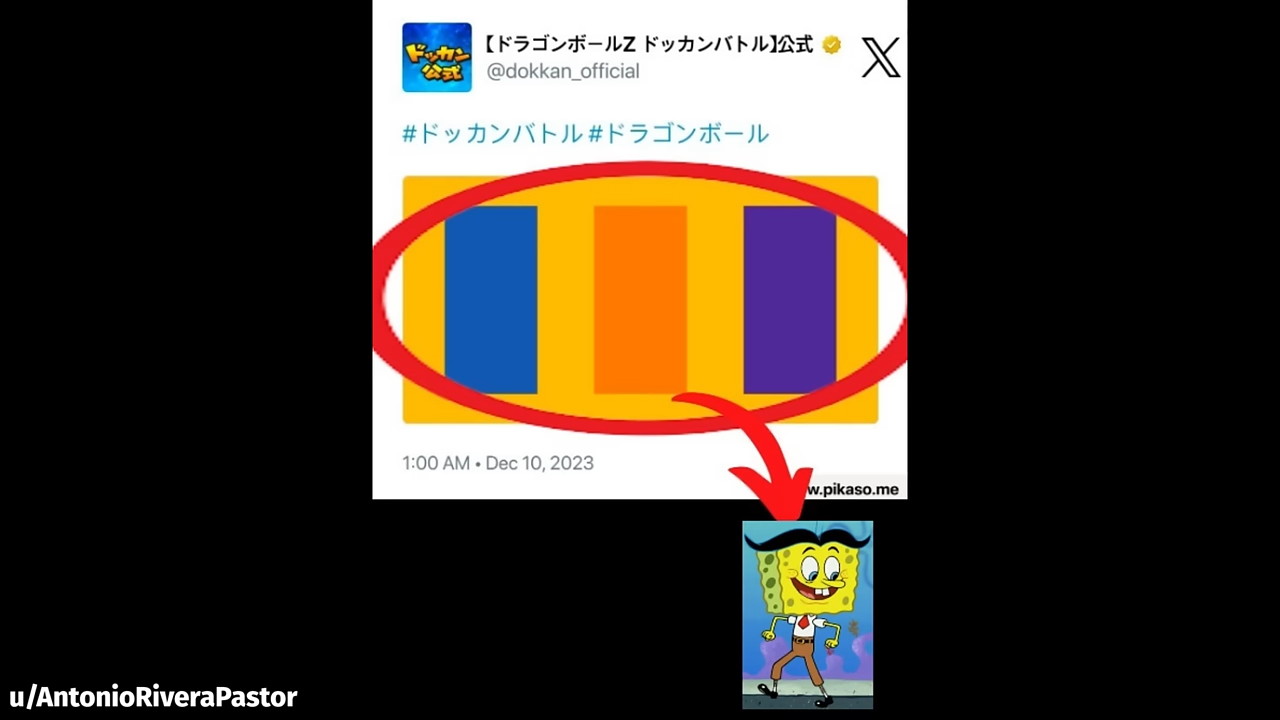 ドッカン
公式
【ドラゴンボールZ ドッカンバトル】公式
@dokkan_official
X
#ドッカンバトル #ドラゴンボール
1:00 AM • Dec 10, 2023
w.pikaso.me
u/AntonioRiveraPastor